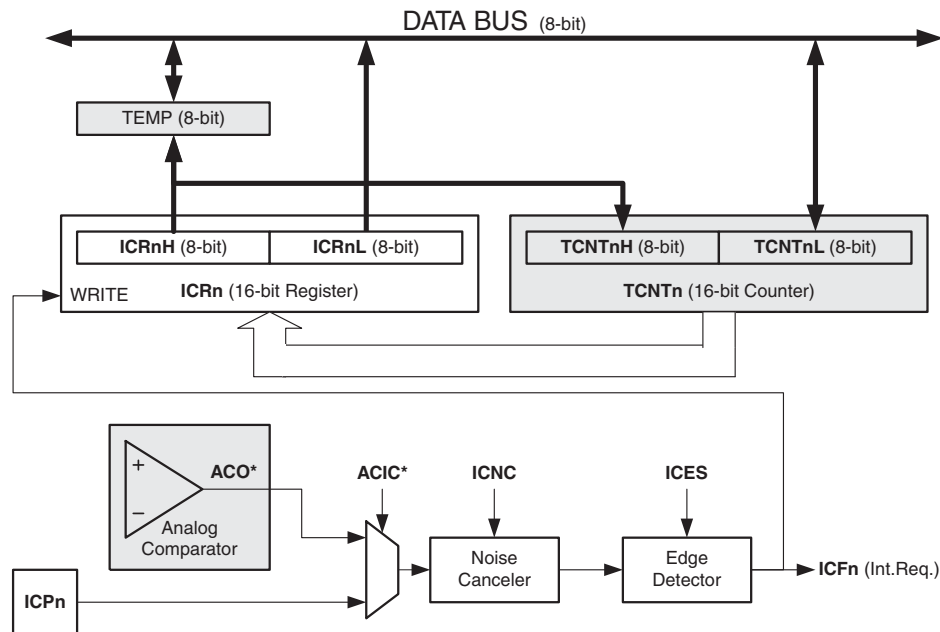 DATA BUS (8-bit)
TEMP (8-bit)
ICRnH (8-bit)
ICRnL (8-bit)
TCNTnH (8-bit)
TCNTnL (8-bit)
WRITE
ICRn (16-bit Register)
TCNTn (16-bit Counter)
+
−
ACO*
Analog
Comparator
ACIC*
ICNC
ICES
Noise
Canceler
Edge
Detector
ICFn (Int.Req.)
ICPn